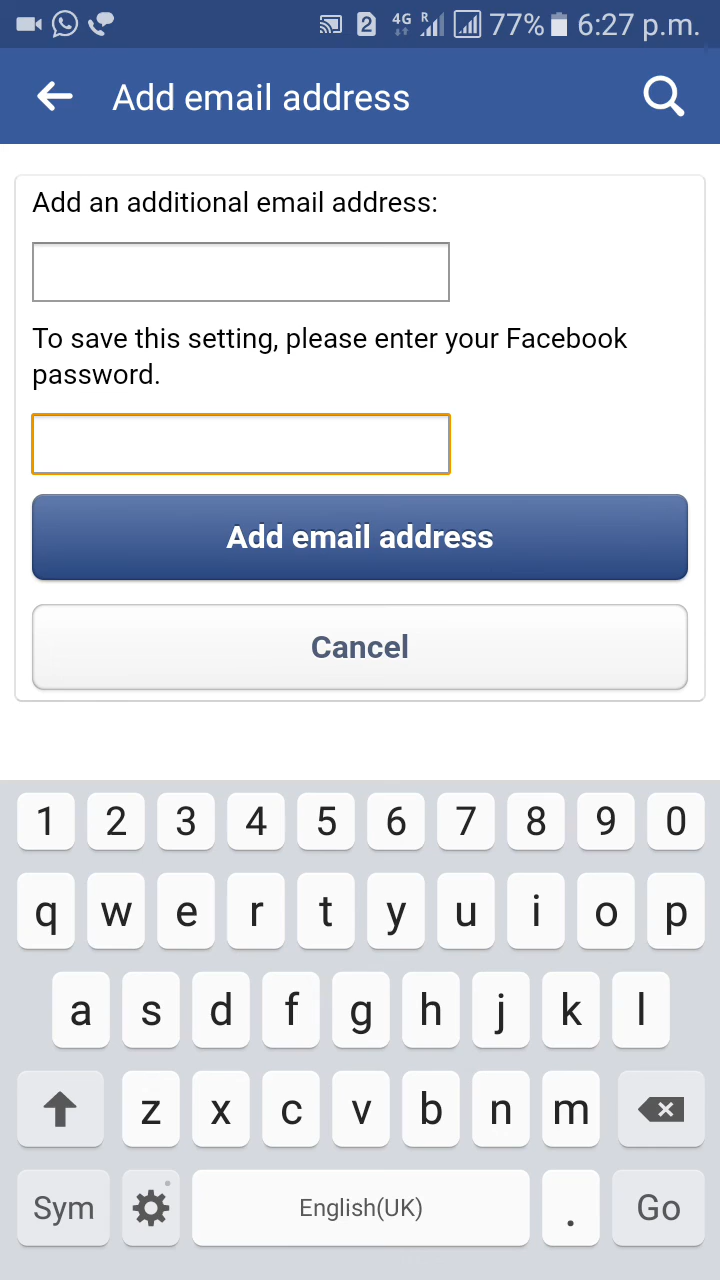 2 4G R 77% 6:27 p.m.
Add email address
Add an additional email address:
To save this setting, please enter your Facebook
password.
Add email address
Cancel
1 2 3 4 5 6 7 8 9 0
q w e r t y u i o p
a s d f g h j k l
z x c v b n m
Sym English(UK) . Go